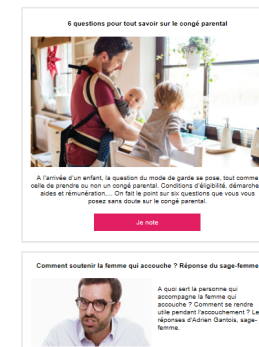 6 questions pour tout savoir sur le congé parental
A l'arrivée d'un enfant, la question du mode de garde se pose, tout comme
celle de prendre ou non un congé parental. Conditions d'éligibilité, démarches,
aides et rémunération,... On fait le point sur six questions que vous vous
posez sans doute sur le congé parental.
Je note
Comment soutenir la femme qui accouche ? Réponse du sage-femme
A quoi sert la personne qui
accompagne la femme qui
accouche ? Comment se rendre
utile pendant l'accouchement ? Les
réponses d'Adrien Gantois, sage-
femme.